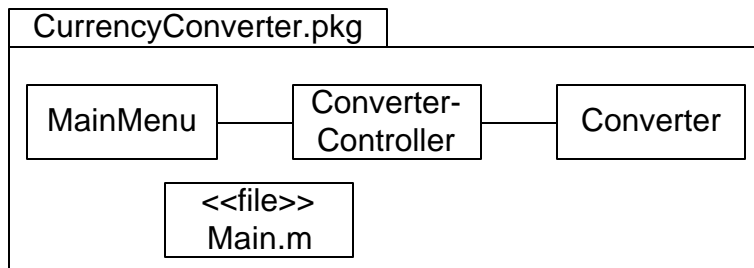 CurrencyConverter.pkg
MainMenu
Converter-
Controller
Converter
<<file>>
Main.m